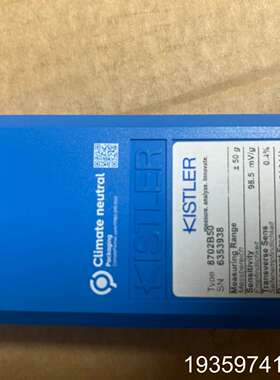 Climate neutral
Packaging
KISTLER
KISTLER
measure. analyze. innovate.
Type 8702B50
SN 6353938
Measuring Range ± 50 g
Messbereich
Sensitivity 98.5 mV/g
Transverse Sens 0.4%
19359741